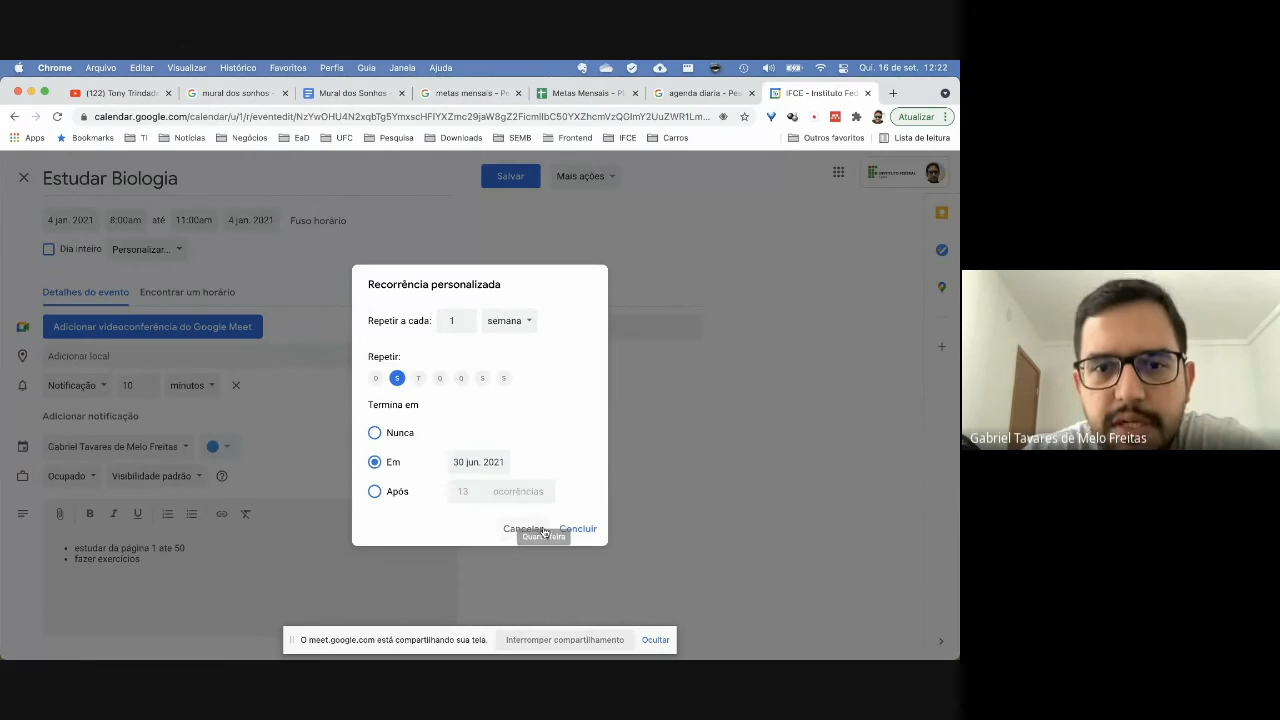 Chrome Arquivo Editar Visualizar Histórico Favoritos Perfis Guia Janela Ajuda Qui. 16 de set. 12:22
(122) Tony Trindade mural dos sonhos - Mural dos Sonhos - metas mensais - Pe Metas Mensais - Pl agenda diaria - Pes IFCE - Instituto Fed
calendar.google.com/calendar/u/1/r/eventedit/ Atualizar
Apps Bookmarks TI Notícias Negócios EaD UFC Pesquisa Downloads SEMB Frontend IFCE Carros Outros favoritos Lista de leitura
Estudar Biologia Salvar Mais ações INSTITUTO FEDERAL
4 jan. 2021 8:00am até 11:00am 4 jan. 2021 Fuso horário
Dia inteiro Personalizar...
Detalhes do evento Encontrar um horário
Adicionar videoconferência do Google Meet
Adicionar local
Notificação 10 minutos
Adicionar notificação
Gabriel Tavares de Melo Freitas
Ocupado Visibilidade padrão
B I U
estudar da página 1 ate 50
fazer exercícios
Recorrência personalizada
Repetir a cada: 1 semana
Repetir:
D S T Q Q S S
Termina em
Nunca
Em 30 jun. 2021
Após 13 ocorrências
Cancelar Concluir
O meet.google.com está compartilhando sua tela. Interromper compartilhamento Ocultar
Gabriel Tavares de Melo Freitas